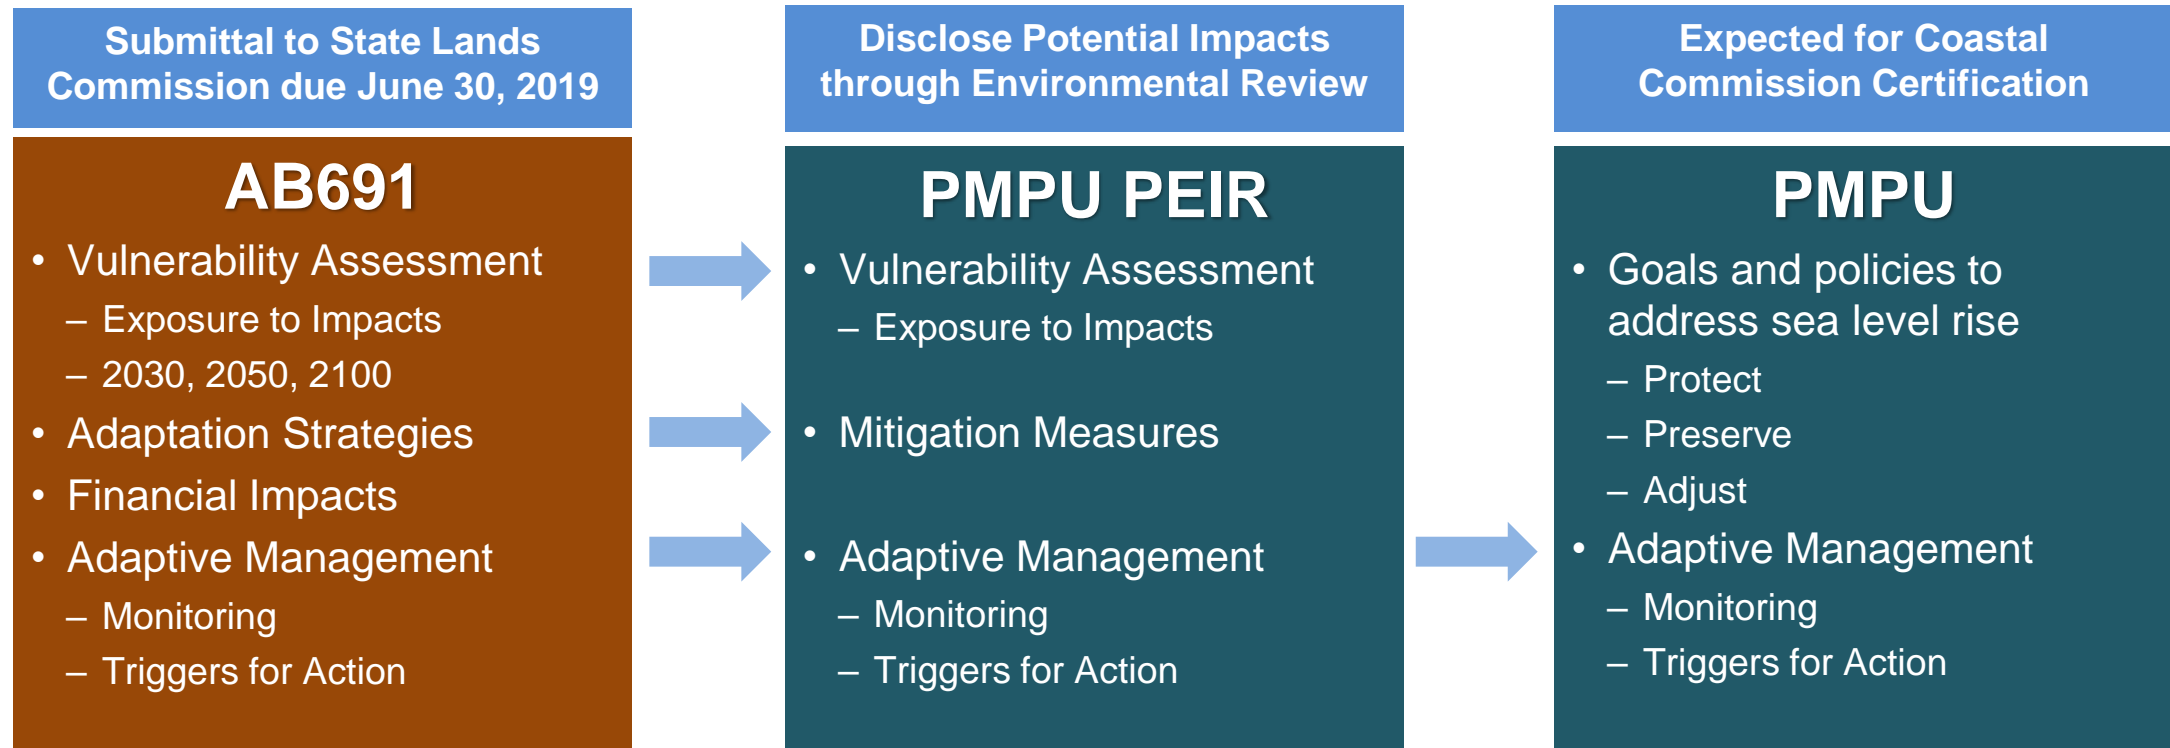 Submittal to State Lands
Commission due June 30, 2019
AB691
• Vulnerability Assessment
– Exposure to Impacts
– 2030, 2050, 2100
• Adaptation Strategies
• Financial Impacts
• Adaptive Management
– Monitoring
– Triggers for Action
Disclose Potential Impacts
through Environmental Review
PMPU PEIR
• Vulnerability Assessment
– Exposure to Impacts
• Mitigation Measures
• Adaptive Management
– Monitoring
– Triggers for Action
Expected for Coastal
Commission Certification
PMPU
• Goals and policies to
address sea level rise
– Protect
– Preserve
– Adjust
• Adaptive Management
– Monitoring
– Triggers for Action